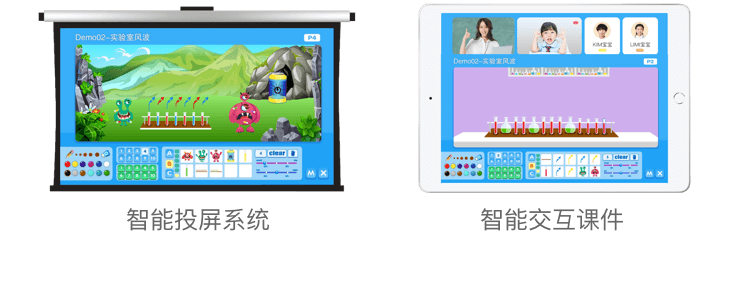 Demo02-实验室风波
P4
A
B
C
clear
M
X
智能投屏系统
KIM宝宝
LIMI宝宝
Demo02-实验室风波
P2
A
B
C
clear
M
X
智能交互课件